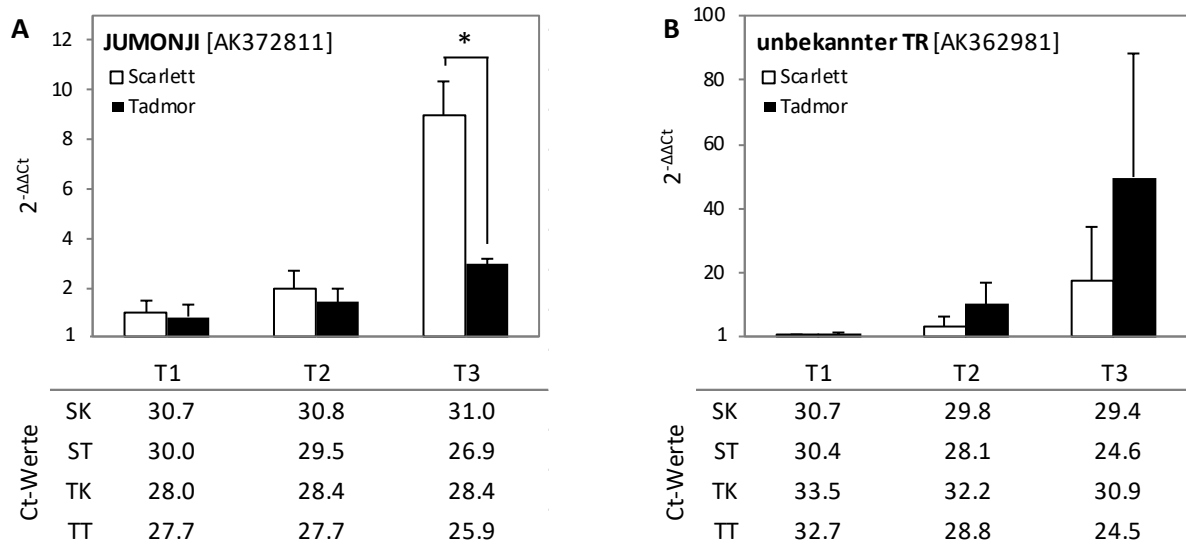 A
JUMONJI [AK372811]
Scarlett
Tadmor
*
2-ΔΔCt
12
10
8
6
4
2
1
T1 T2 T3
Ct-Werte
SK 30.7 30.8 31.0
ST 30.0 29.5 26.9
TK 28.0 28.4 28.4
TT 27.7 27.7 25.9
B
unbekannter TR [AK362981]
Scarlett
Tadmor
2-ΔΔCt
100
80
60
40
20
1
T1 T2 T3
Ct-Werte
SK 30.7 29.8 29.4
ST 30.4 28.1 24.6
TK 33.5 32.2 30.9
TT 32.7 28.8 24.5